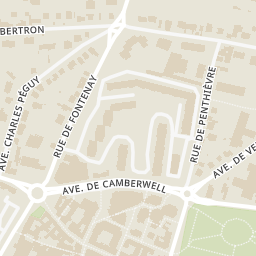 BERTRON
AVE. CHARLES PÉGUY
RUE DE FONTENAY
RUE DE PENTHIÈVRE
AVE. DE VE
AVE. DE CAMBERWELL